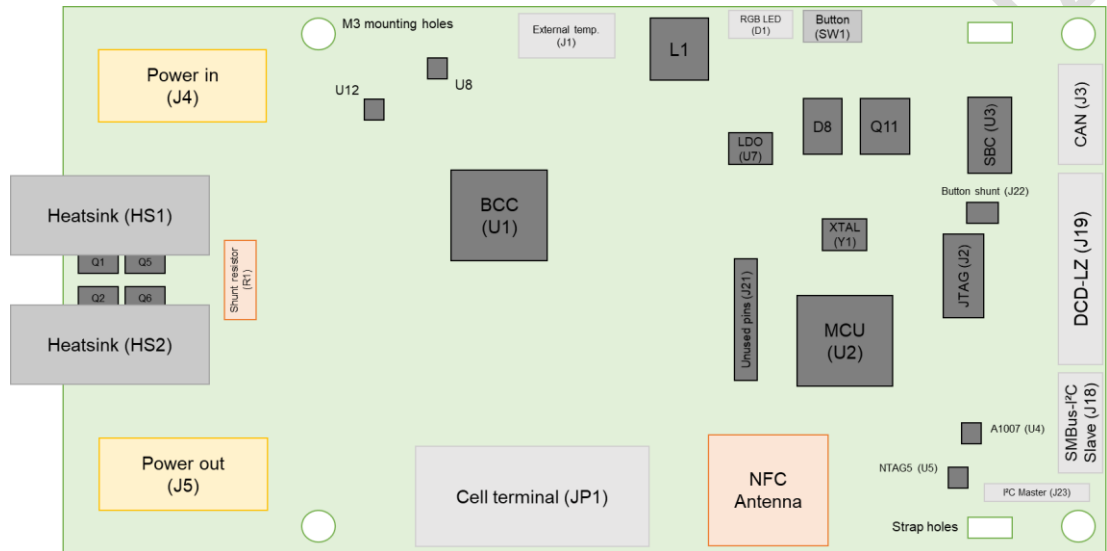 M3 mounting holes
External temp.
(J1)
L1
RGB LED
(D1)
Button
(SW1)
Power in
(J4)
U12
U8
D8
Q11
LDO
(U7)
SBC (U3)
CAN (J3)
Button shunt (J22)
Heatsink (HS1)
BCC
(U1)
XTAL
(Y1)
Q1
Q5
Q2
Q6
Shunt resistor
(R1)
Unused pins (J21)
JTAG (J2)
DCD-LZ (J19)
Heatsink (HS2)
MCU
(U2)
SMBus-I²C
Slave (J18)
A1007 (U4)
Power out
(J5)
Cell terminal (JP1)
NFC
Antenna
NTAG5 (U5)
I²C Master (J23)
Strap holes